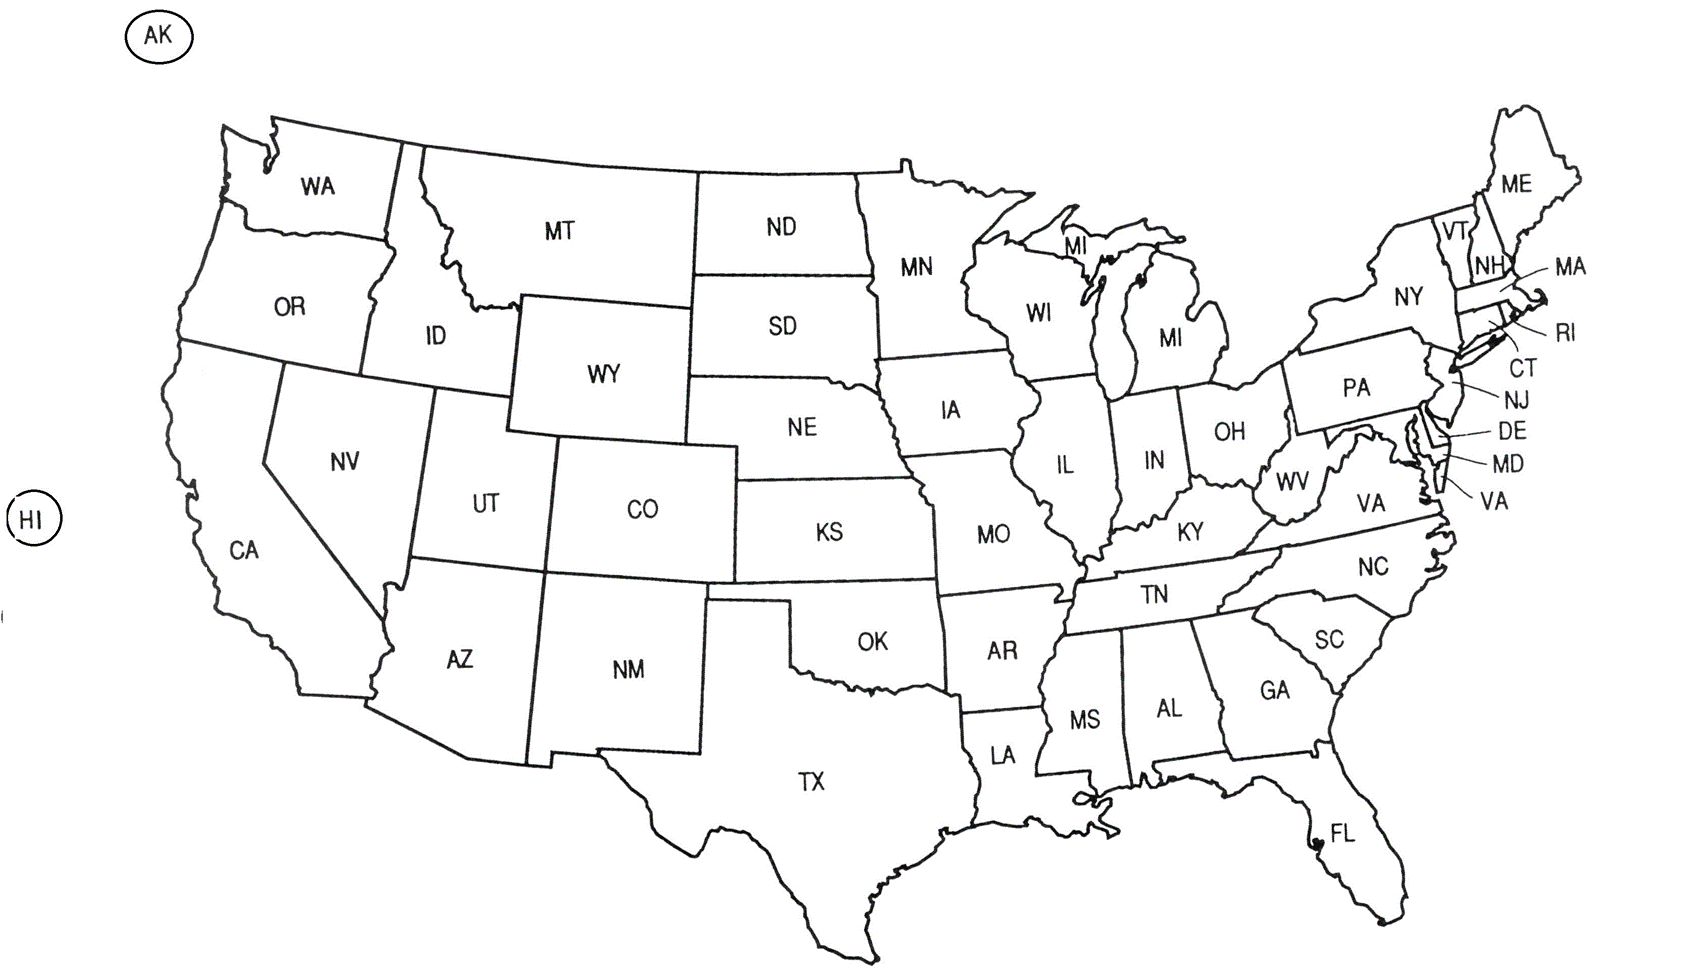 AK
WA
MT
ND
MN
MI
ME
VT
NH
MA
OR
ID
SD
WI
MI
NY
RI
CT
WY
NE
IA
PA
NJ
NV
UT
CO
IL
IN
OH
DE
MD
WV
VA
VA
HI
CA
KS
MO
KY
NC
TN
AZ
NM
OK
AR
SC
MS
AL
GA
TX
LA
FL